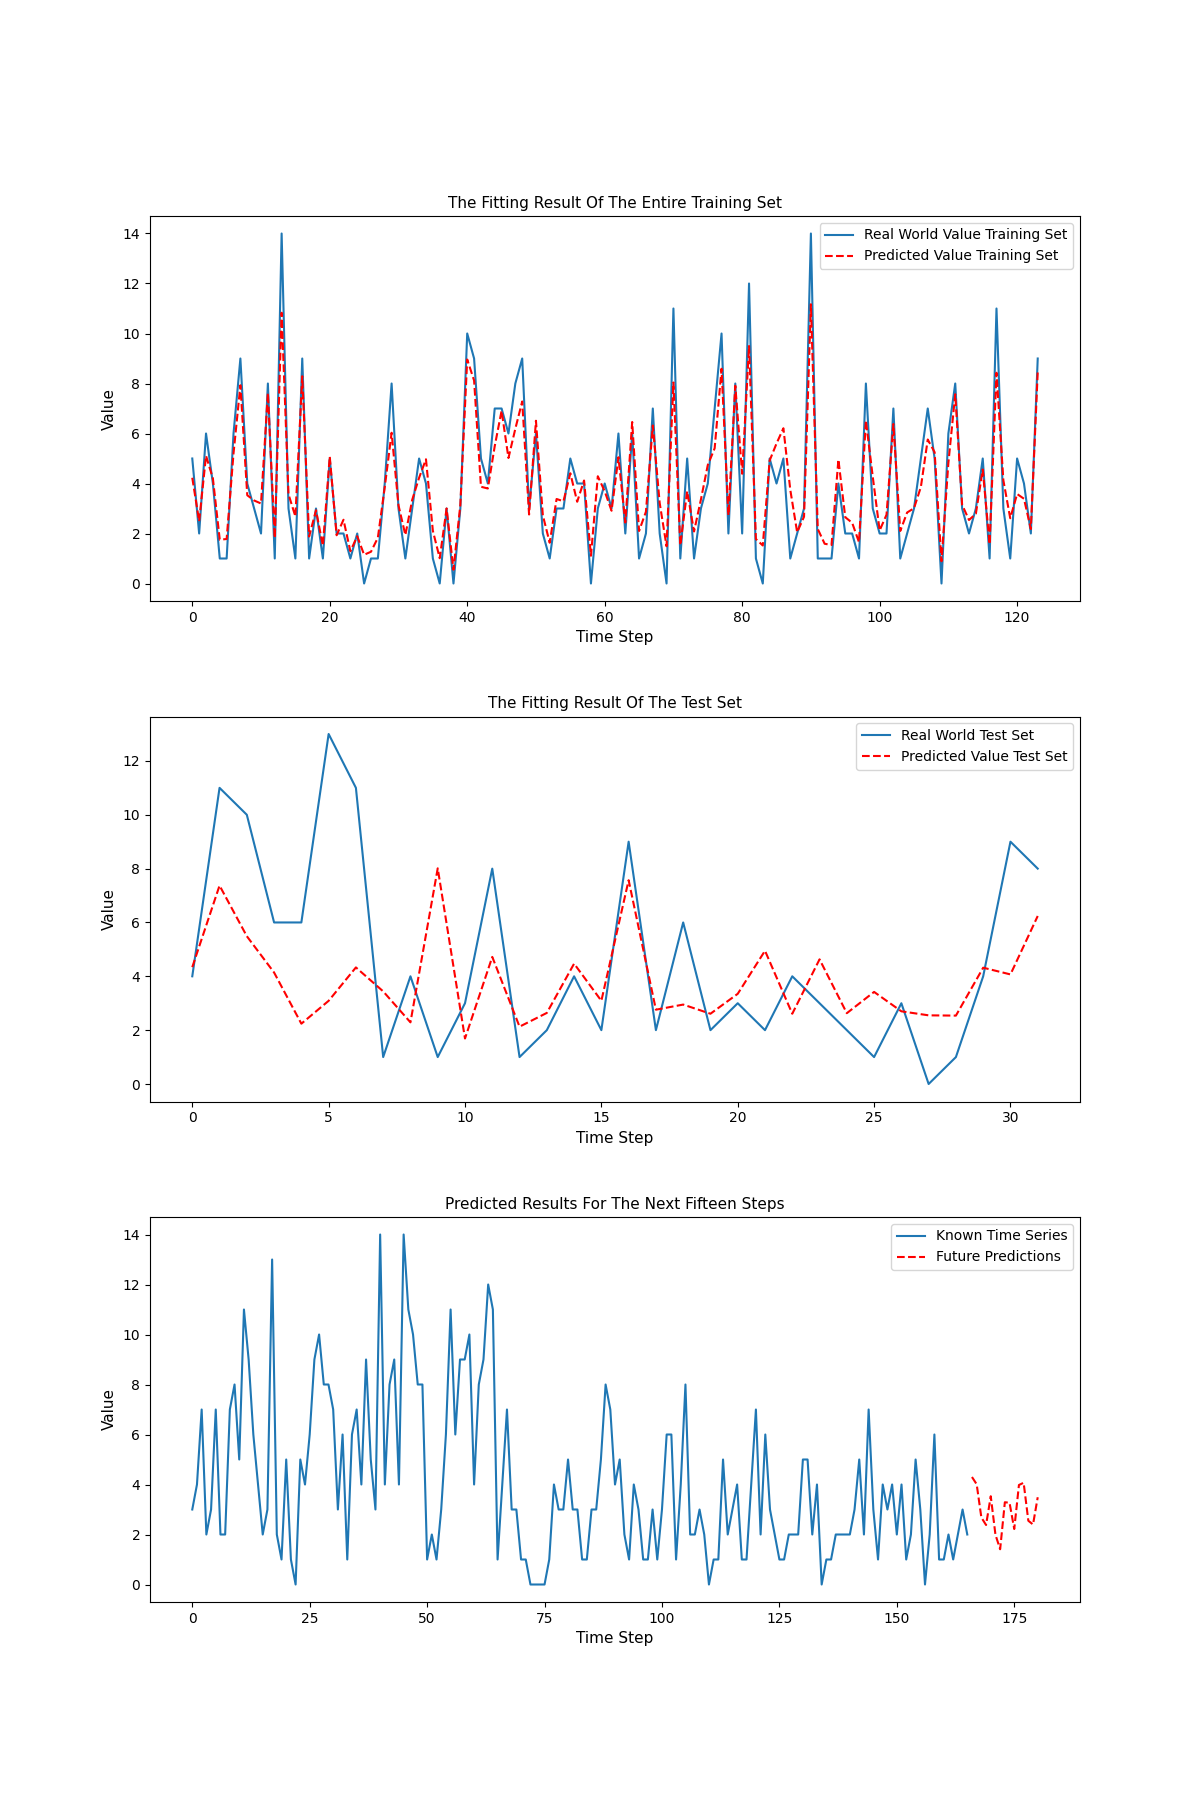 The Fitting Result Of The Entire Training Set
Real World Value Training Set
Predicted Value Training Set
14
12
10
8
6
4
2
0
Value
0 20 40 60 80 100 120
Time Step
The Fitting Result Of The Test Set
Real World Test Set
Predicted Value Test Set
12
10
8
6
4
2
0
Value
0 5 10 15 20 25 30
Time Step
Predicted Results For The Next Fifteen Steps
Known Time Series
Future Predictions
14
12
10
8
6
4
2
0
Value
0 25 50 75 100 125 150 175
Time Step